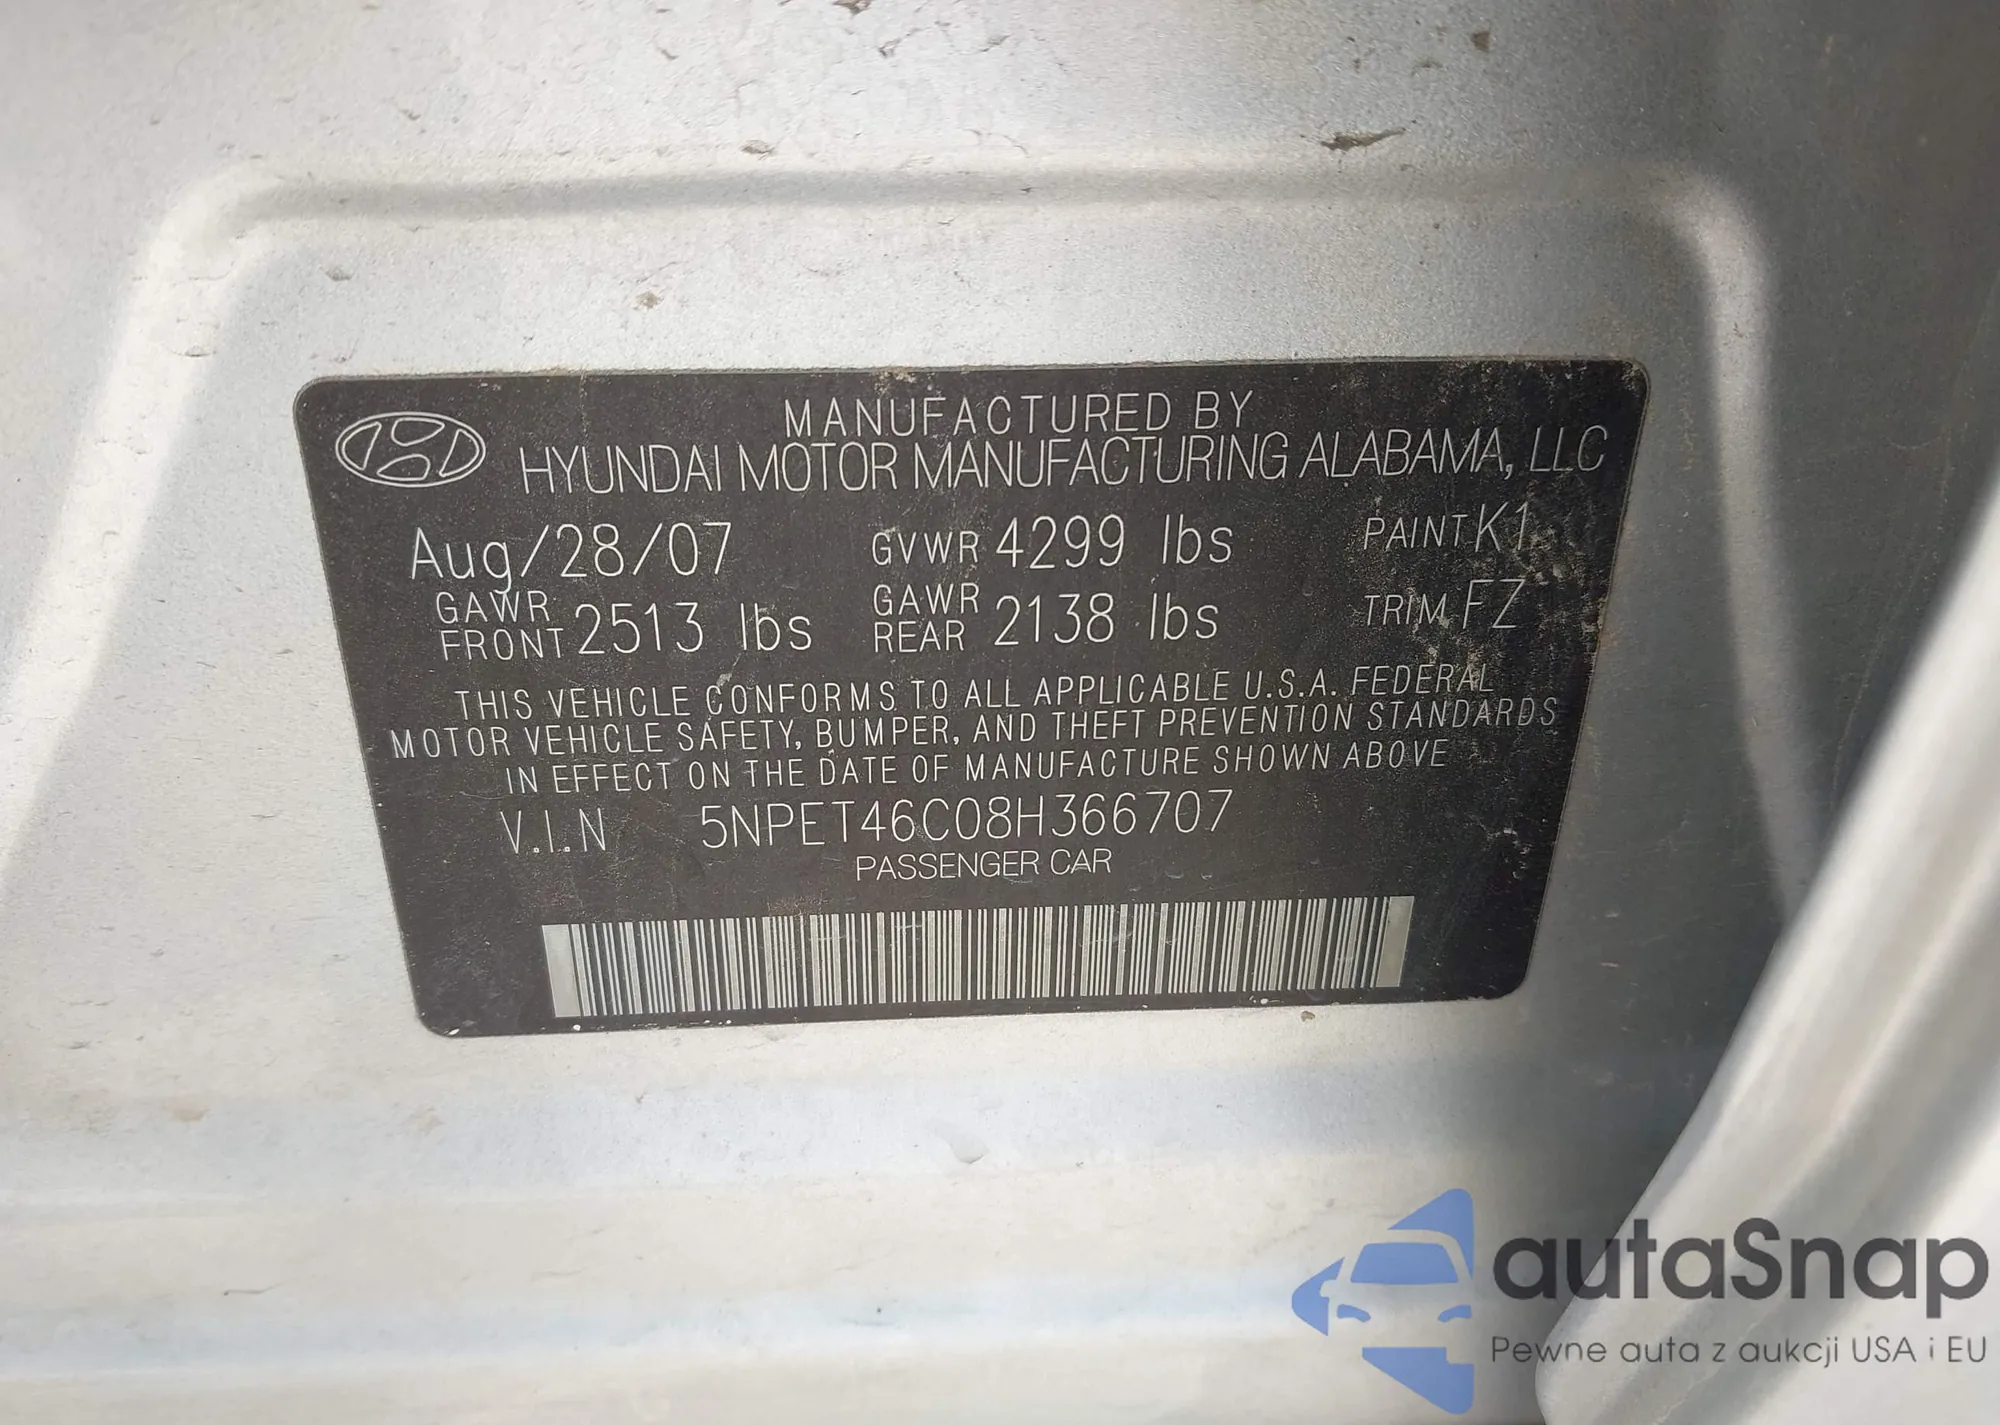 MANUFACTURED BY
HYUNDAI MOTOR MANUFACTURING ALABAMA, LLC
Aug/28/07 GVWR 4299 lbs PAINT K1
GAWR FRONT 2513 lbs GAWR REAR 2138 lbs TRIM FZ
THIS VEHICLE CONFORMS TO ALL APPLICABLE U.S.A. FEDERAL
MOTOR VEHICLE SAFETY, BUMPER, AND THEFT PREVENTION STANDARDS
IN EFFECT ON THE DATE OF MANUFACTURE SHOWN ABOVE
V.I.N 5NPET46C08H366707
PASSENGER CAR
autaSnap
Pewne auta z aukcji USA i EU